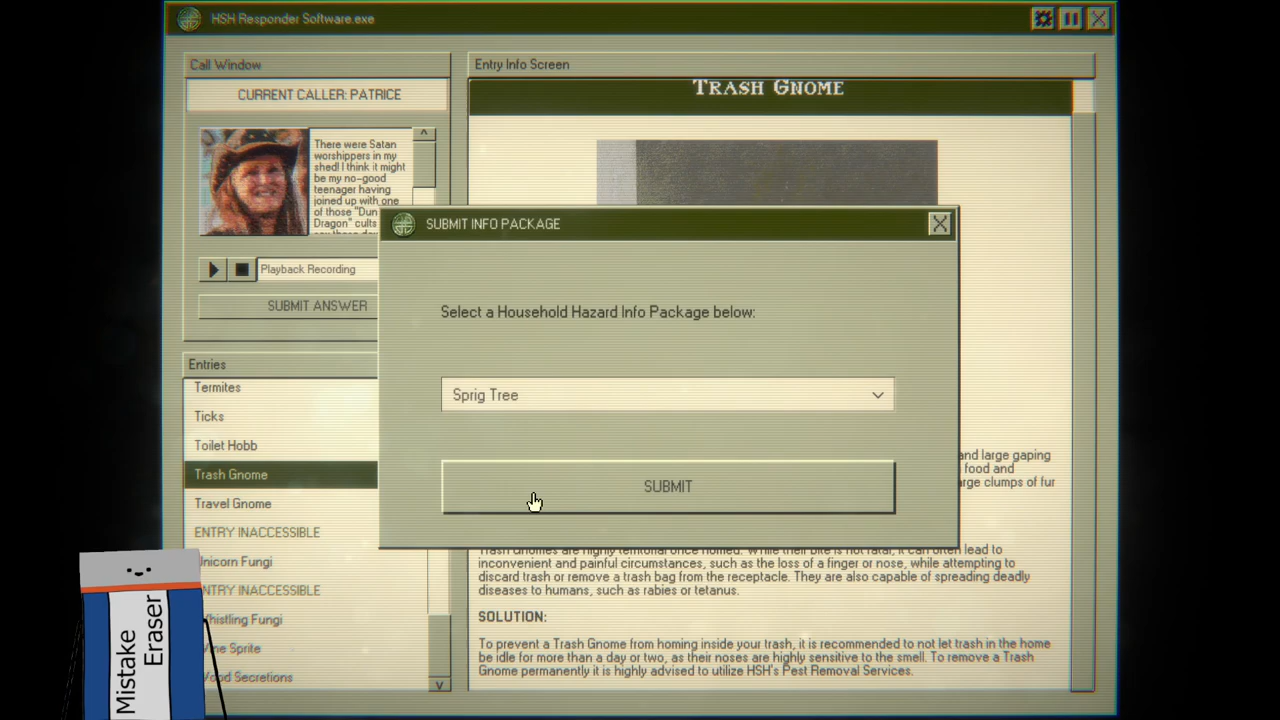 HSH Responder Software.exe
Call Window
CURRENT CALLER: PATRICE
There were Satan
worshippers in my
shed! I think it might
be my no-good
teenager having
joined up with one
of those "Dun
Dragon" cults
Playback Recording
SUBMIT ANSWER
Entries
Termites
Ticks
Toilet Hobb
Trash Gnome
Travel Gnome
ENTRY INACCESSIBLE
Unicorn Fungi
ENTRY INACCESSIBLE
Whistling Fungi
Vine Sprite
Wood Secretions
Mistake
Eraser
Entry Info Screen
TRASH GNOME
SUBMIT INFO PACKAGE
Select a Household Hazard Info Package below:
Sprig Tree
SUBMIT
and large gaping
food and
arge clumps of fur
Trash Gnomes are highly territorial once homed. While their bite is not fatal, it can often lead to
inconvenient and painful circumstances, such as the loss of a finger or nose, while attempting to
discard trash or remove a trash bag from the receptacle. They are also capable of spreading deadly
diseases to humans, such as rabies or tetanus.
SOLUTION:
To prevent a Trash Gnome from homing inside your trash, it is recommended to not let trash in the home
be idle for more than a day or two, as their noses are highly sensitive to the smell. To remove a Trash
Gnome permanently it is highly advised to utilize HSH's Pest Removal Services.